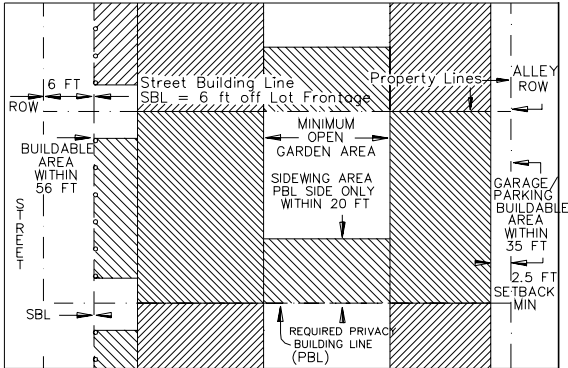 6 FT
Street Building Line
SBL = 6 ft off Lot Frontage
Property Lines
ALLEY
ROW
ROW
BUILDABLE
AREA
WITHIN
56 FT
MINIMUM
OPEN
GARDEN AREA
SIDEWING AREA
PBL SIDE ONLY
WITHIN 20 FT
GARAGE/
PARKING
BUILDABLE
AREA
WITHIN
35 FT
STREET
2.5 FT
SETBACK
MIN
SBL
REQUIRED PRIVACY
BUILDING LINE
(PBL)